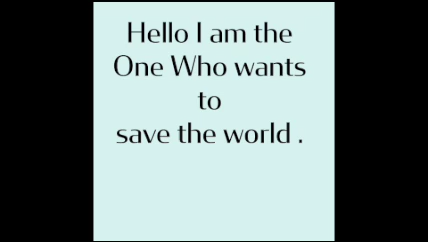 Hello I am the
One Who wants
to
save the world .